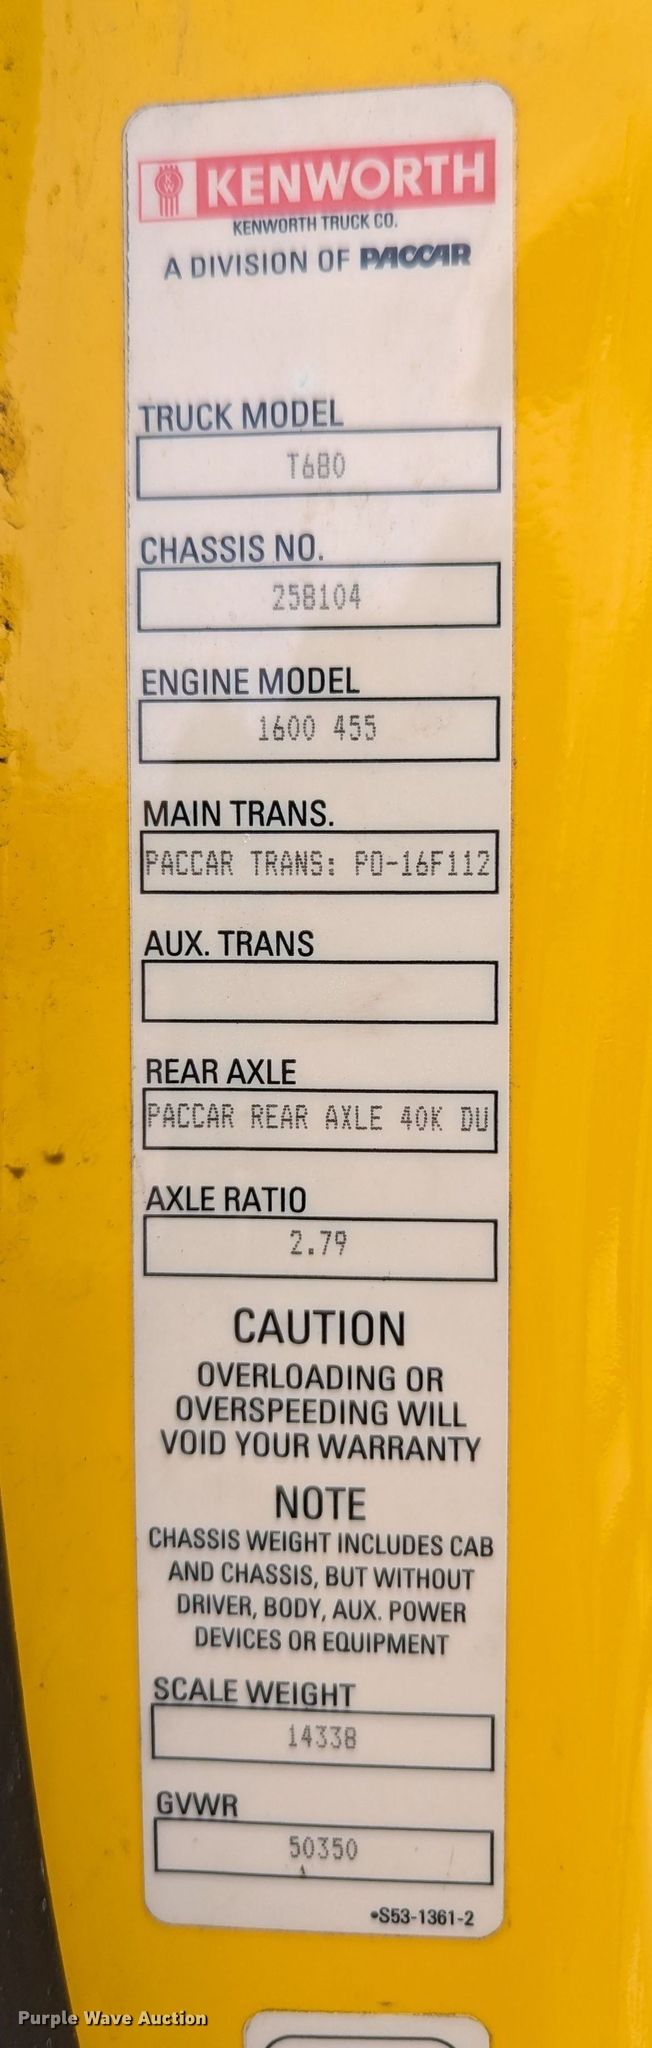 KENWORTH
KENWORTH TRUCK CO.
A DIVISION OF PACCAR
TRUCK MODEL
T680
CHASSIS NO.
258104
ENGINE MODEL
1600 455
MAIN TRANS.
PACCAR TRANS: PO-16F112
AUX. TRANS
REAR AXLE
PACCAR REAR AXLE 40K DU
AXLE RATIO
2.79
CAUTION
OVERLOADING OR
OVERSPEEDING WILL
VOID YOUR WARRANTY
NOTE
CHASSIS WEIGHT INCLUDES CAB
AND CHASSIS, BUT WITHOUT
DRIVER, BODY, AUX. POWER
DEVICES OR EQUIPMENT
SCALE WEIGHT
14338
GVWR
50350
•S53-1361-2
Purple Wave Auction